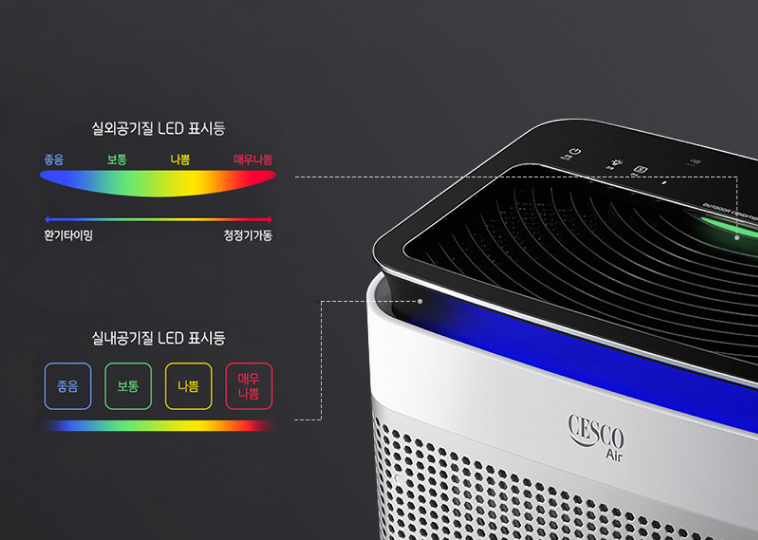 실외공기질 LED 표시등
좋음 보통 나쁨 매우나쁨
환기타이밍 청정기가동
실내공기질 LED 표시등
좋음 보통 나쁨 매우
나쁨
OUTDOOR CONDITION
CESCO
Air